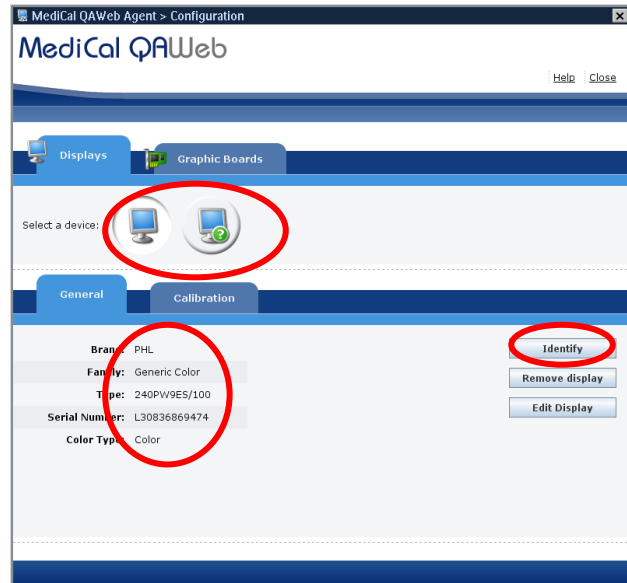 MediCal QAWeb Agent > Configuration
MediCal QAWeb
Help Close
Displays Graphic Boards
Select a device:
General Calibration
Brand: PHL
Family: Generic Color
Type: 240PW9ES/100
Serial Number: L30836869474
Color Type: Color
Identify
Remove display
Edit Display